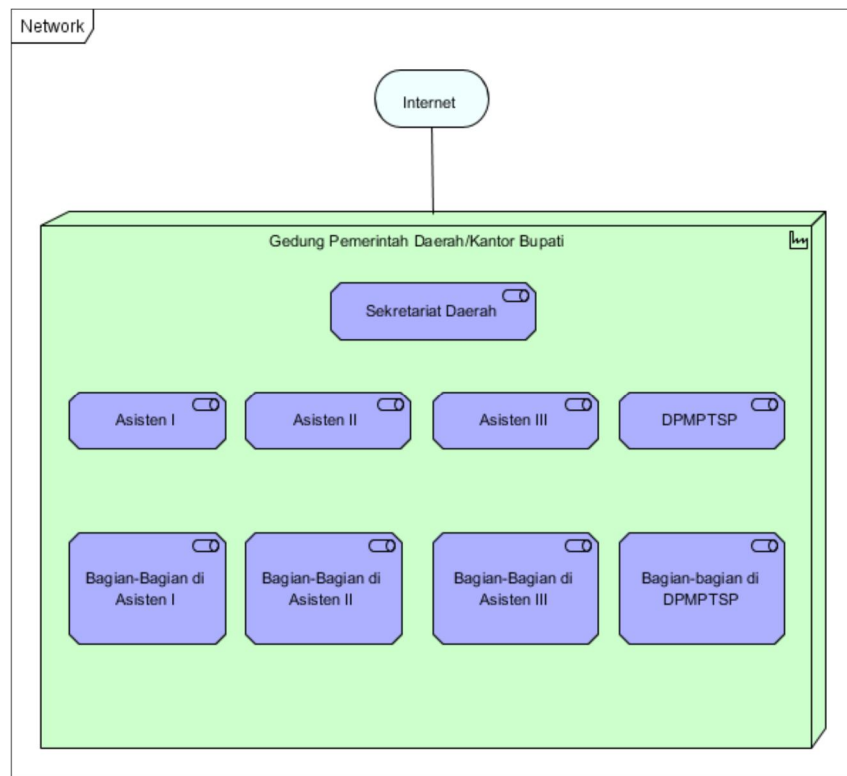 Network
Internet
Gedung Pemerintah Daerah/Kantor Bupati
Sekretariat Daerah
Asisten I
Asisten II
Asisten III
DPMPTSP
Bagian-Bagian di
Asisten I
Bagian-Bagian di
Asisten II
Bagian-Bagian di
Asisten III
Bagian-bagian di
DPMPTSP